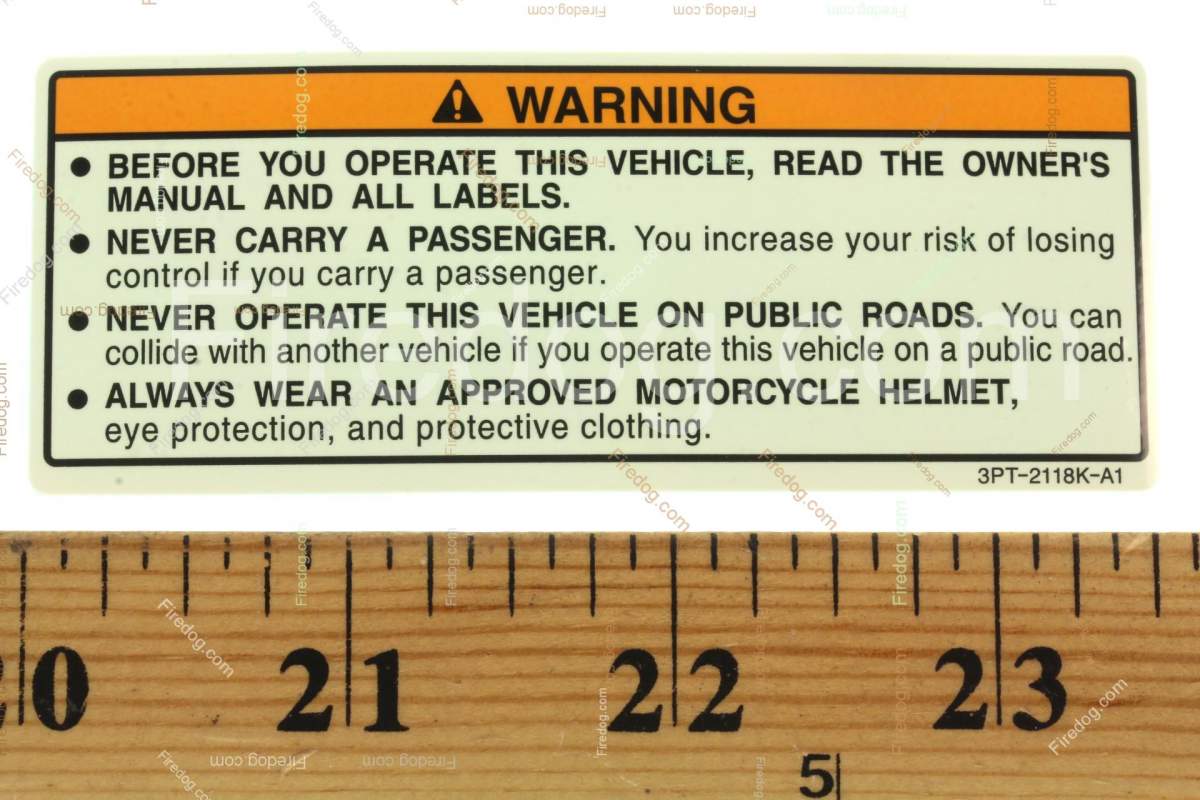 WARNING
● BEFORE YOU OPERATE THIS VEHICLE, READ THE OWNER'S
MANUAL AND ALL LABELS.
● NEVER CARRY A PASSENGER. You increase your risk of losing
control if you carry a passenger.
● NEVER OPERATE THIS VEHICLE ON PUBLIC ROADS. You can
collide with another vehicle if you operate this vehicle on a public road.
● ALWAYS WEAR AN APPROVED MOTORCYCLE HELMET,
eye protection, and protective clothing.
3PT-2118K-A1
Firedog.com
20 21 22 23
5